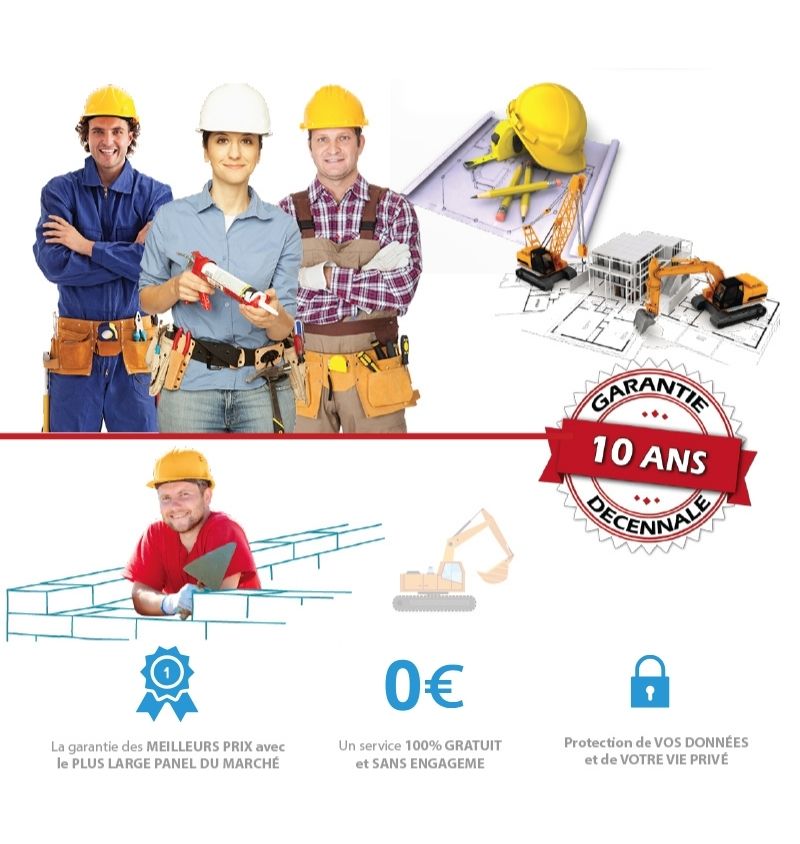 GARANTIE
10 ANS
DECENNALE
1
La garantie des MEILLEURS PRIX avec
le PLUS LARGE PANEL DU MARCHÉ
0€
Un service 100% GRATUIT
et SANS ENGAGEME
Protection de VOS DONNÉES
et de VOTRE VIE PRIVÉ